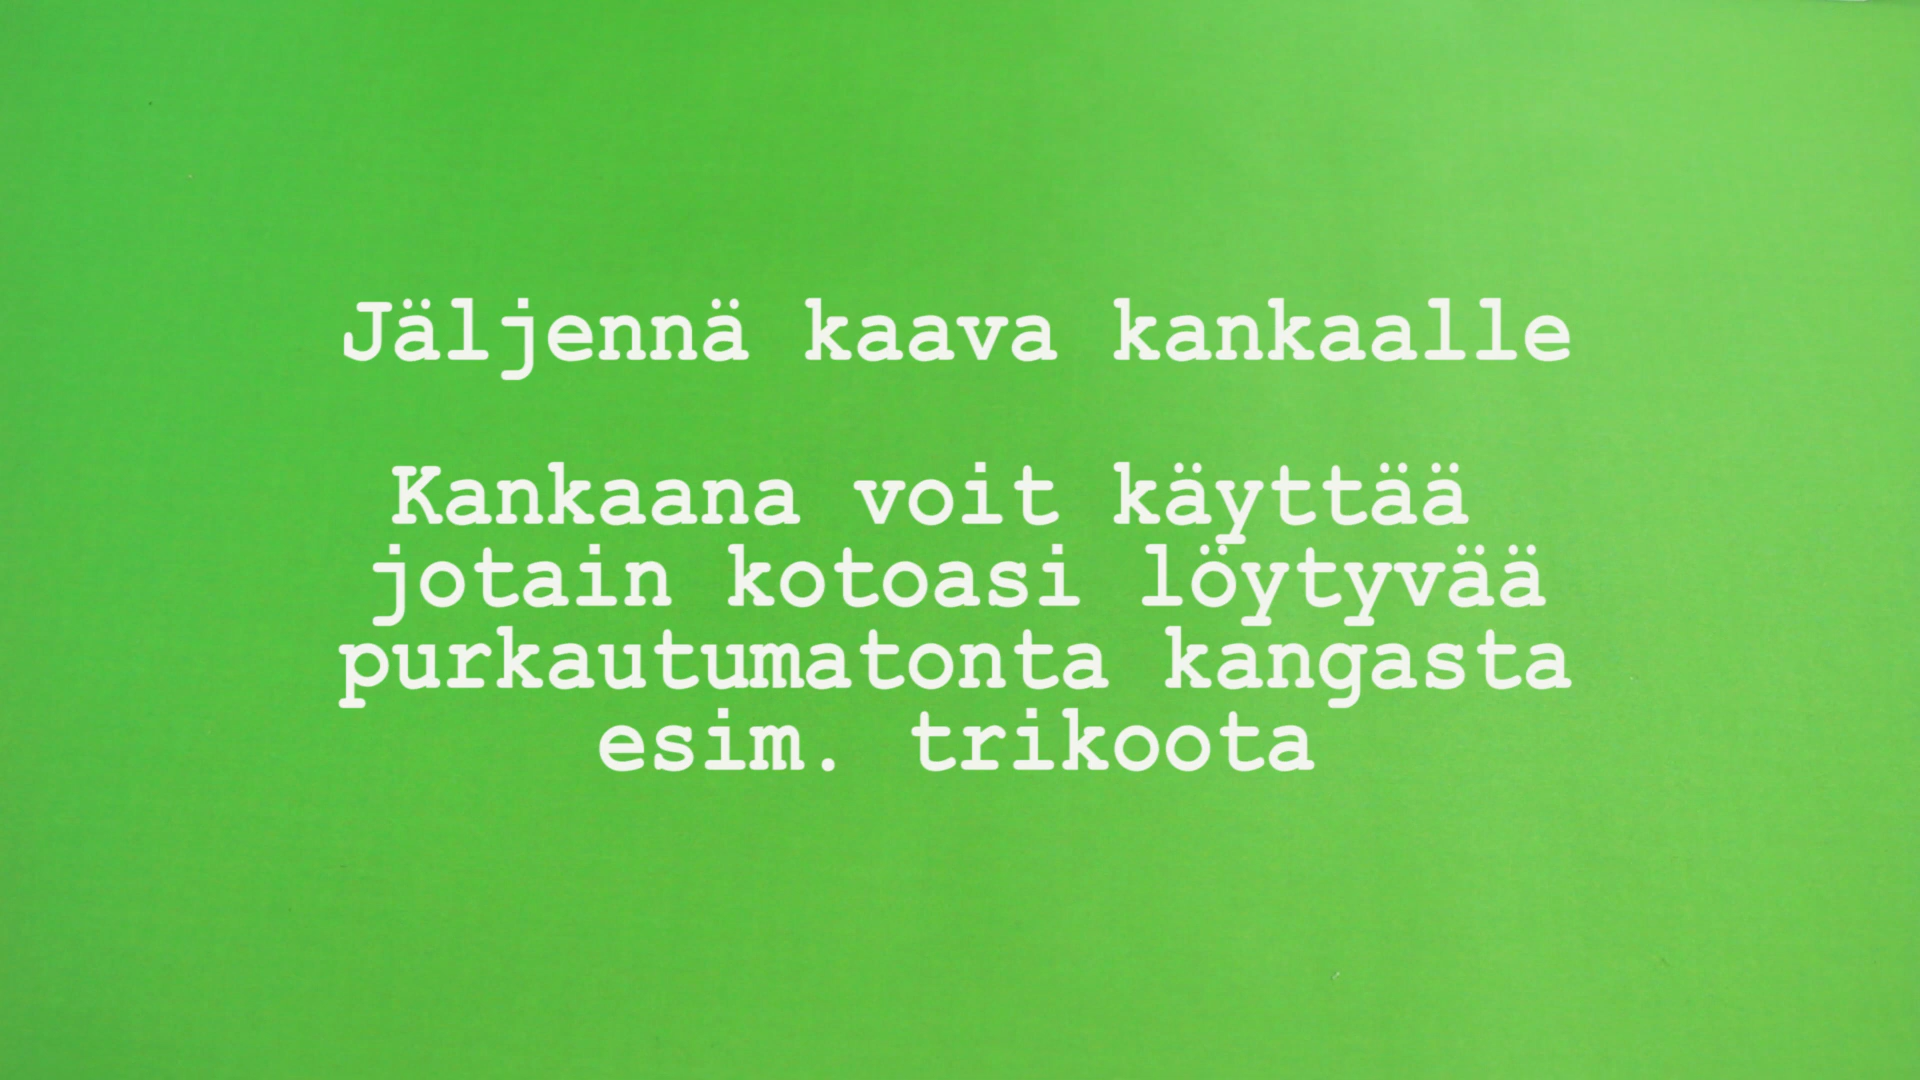 Jäljennä kaava kankaalle
Kankaana voit käyttää
jotain kotoasi löytyvää
purkautumatonta kangasta
esim. trikoota